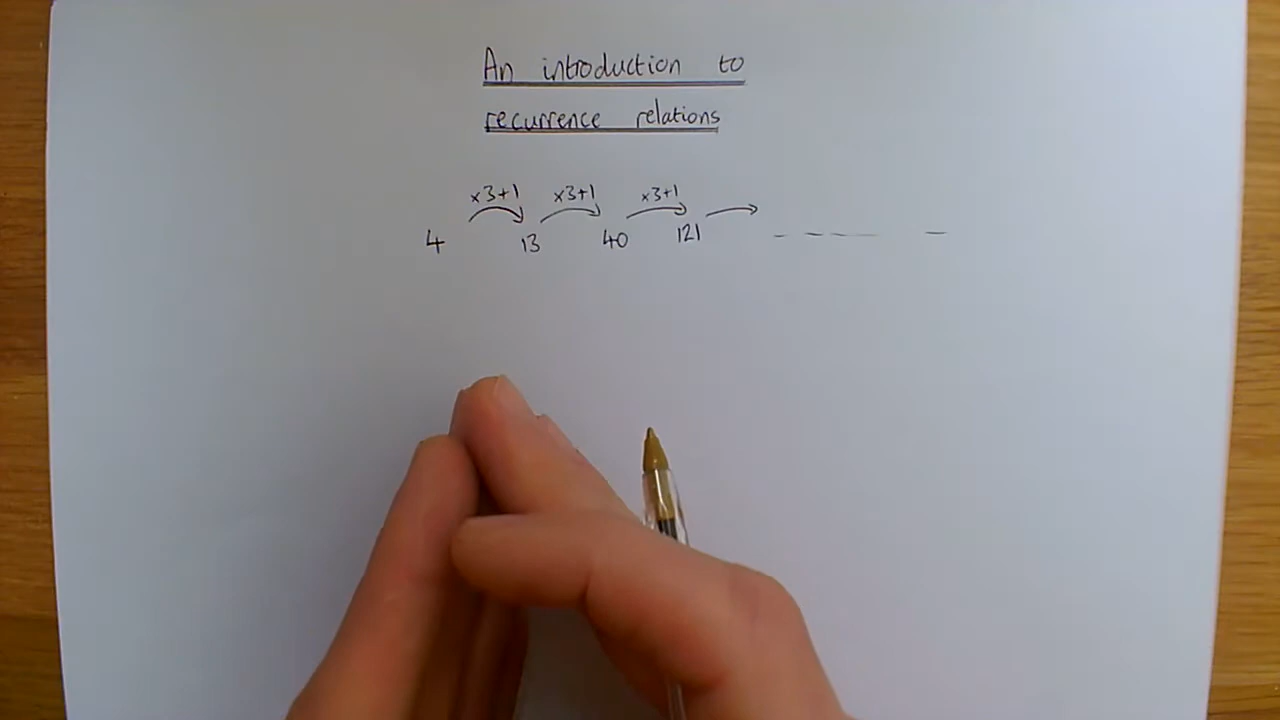 An introduction to
recurrence relations
×3+1 ×3+1 ×3+1
4 13 40 121